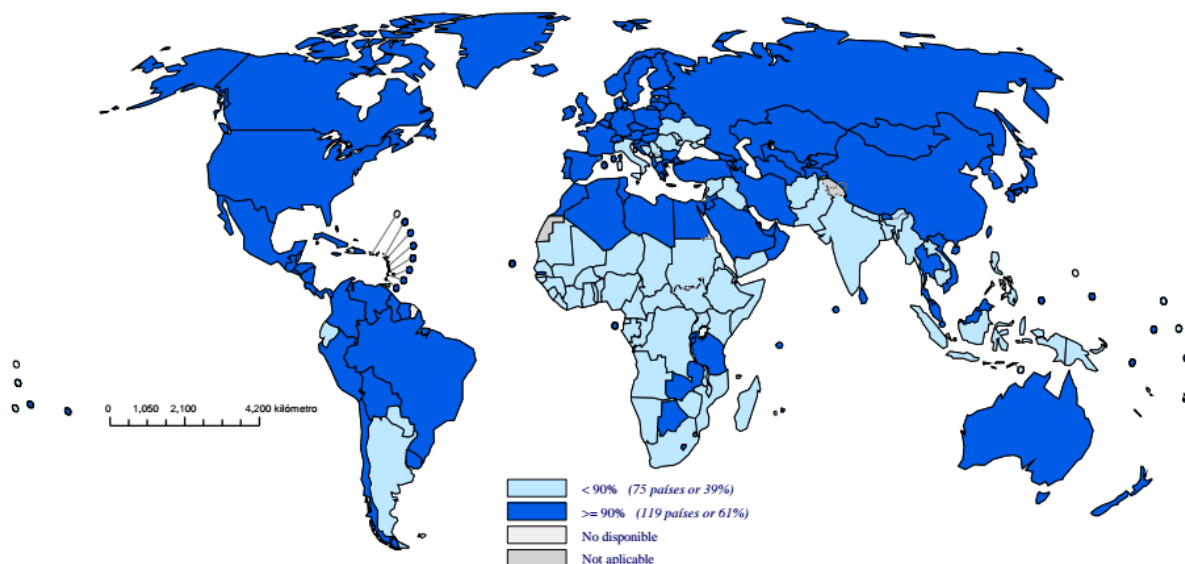 0 1,050 2,100 4,200 kilómetro
< 90% (75 países or 39%)
>= 90% (119 países or 61%)
No disponible
Not aplicable